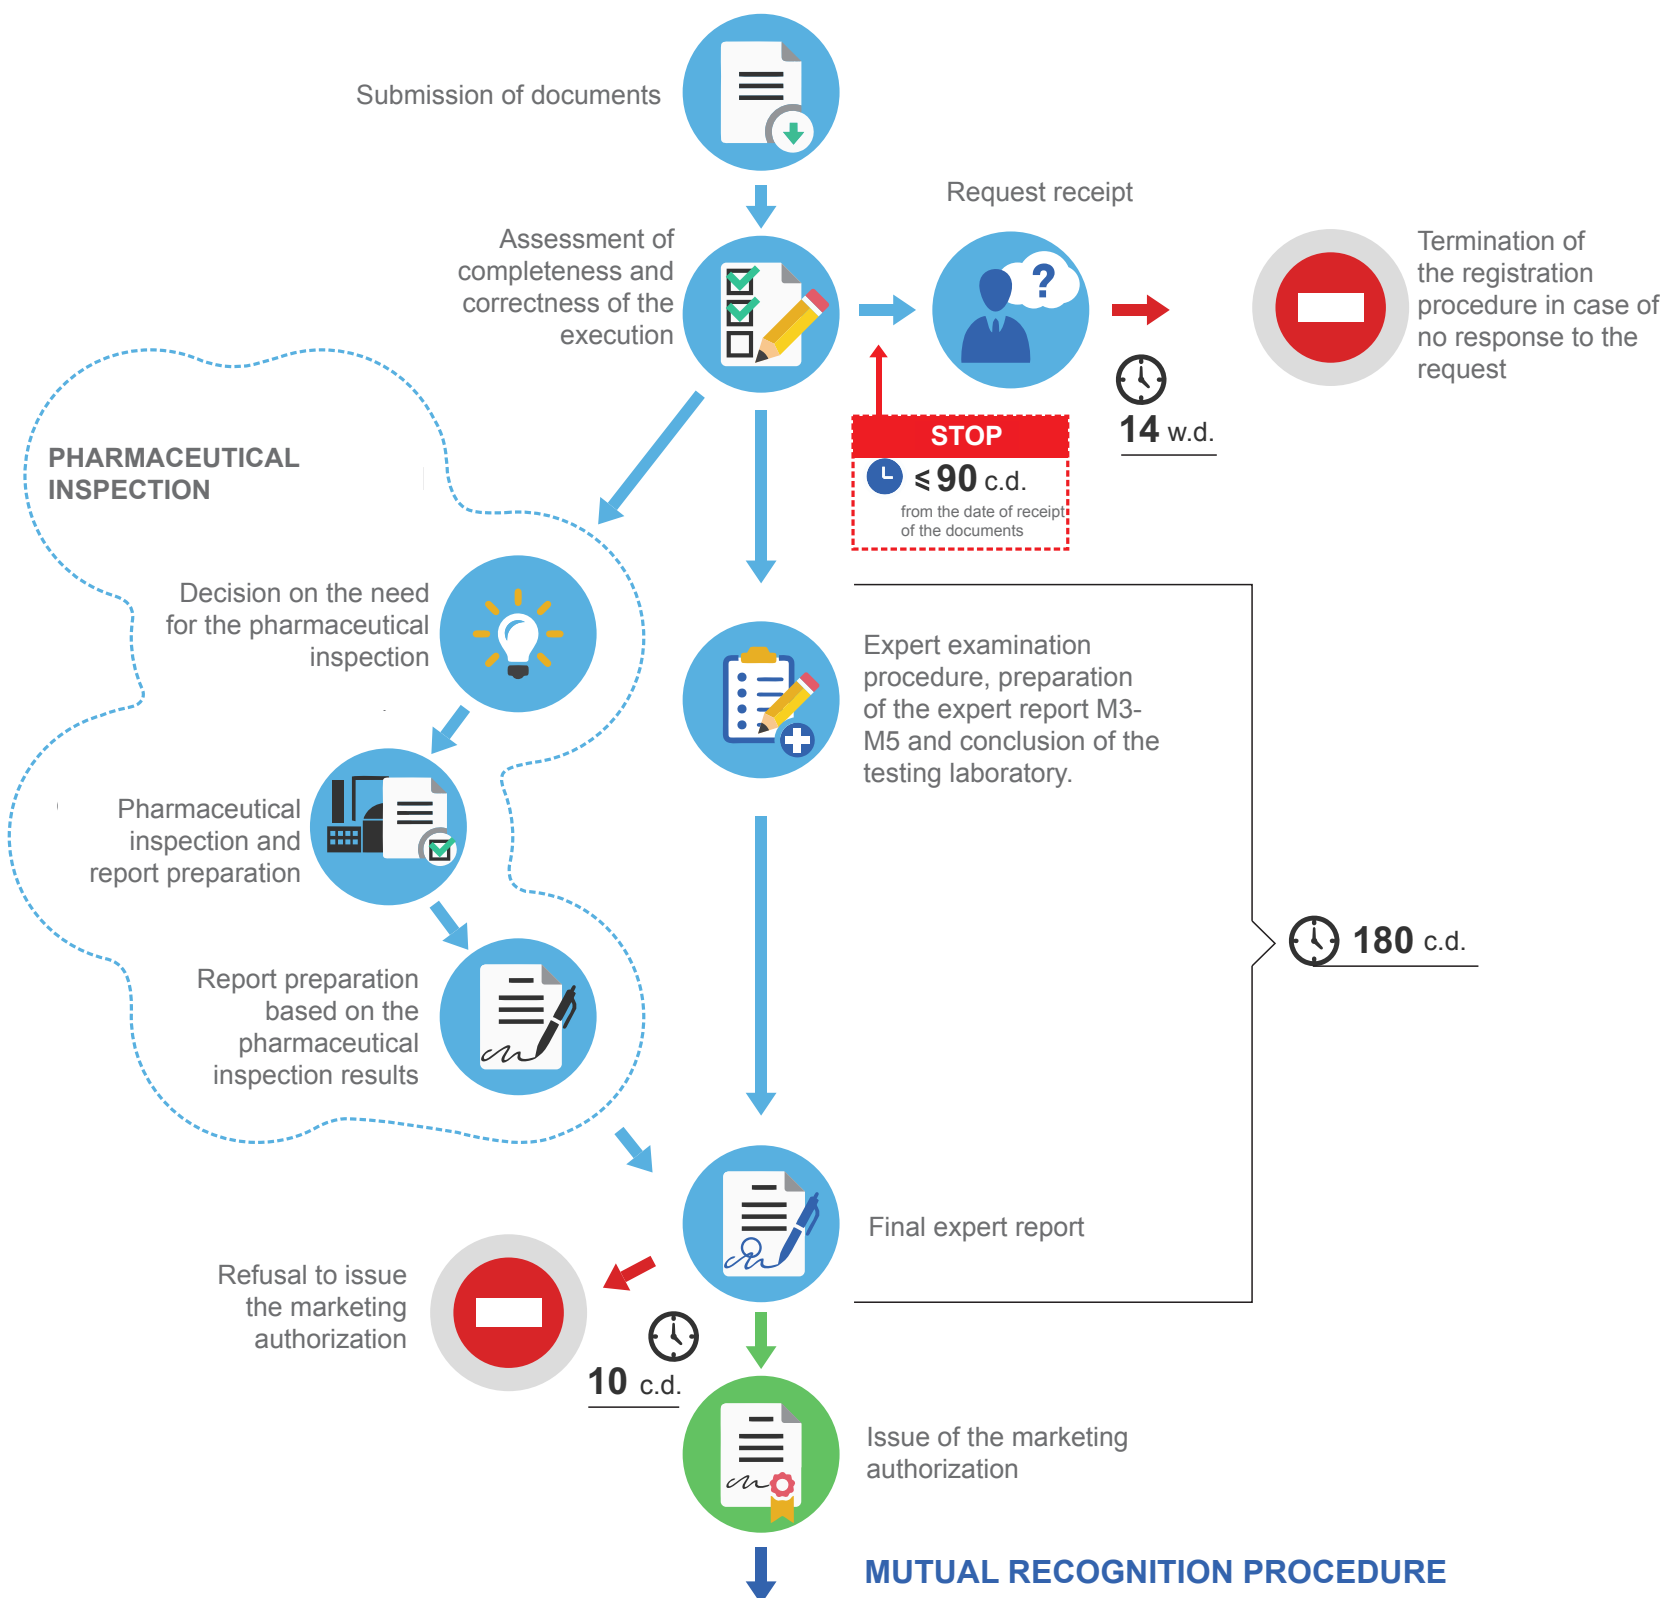 Submission of documents
Request receipt
Assessment of
completeness and
correctness of the
execution
?
Termination of
the registration
procedure in case of
no response to the
request
14 w.d.
STOP
⩽ 90 c.d.
from the date of receipt
of the documents
PHARMACEUTICAL
INSPECTION
Decision on the need
for the pharmaceutical
inspection
Expert examination
procedure, preparation
of the expert report M3-
M5 and conclusion of the
testing laboratory.
Pharmaceutical
inspection and
report preparation
180 c.d.
Report preparation
based on the
pharmaceutical
inspection results
Final expert report
Refusal to issue
the marketing
authorization
10 c.d.
Issue of the marketing
authorization
MUTUAL RECOGNITION PROCEDURE